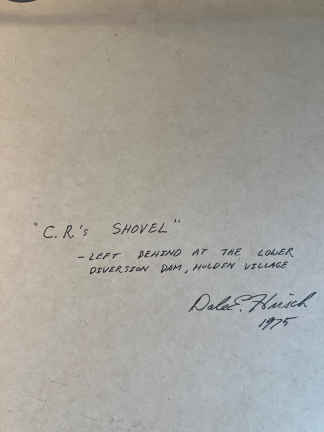 "C.R.'s SHOVEL"
- LEFT BEHIND AT THE LOWER
DIVERSION DAM, HOLDEN VILLAGE
Dale E. Hirsch
1975